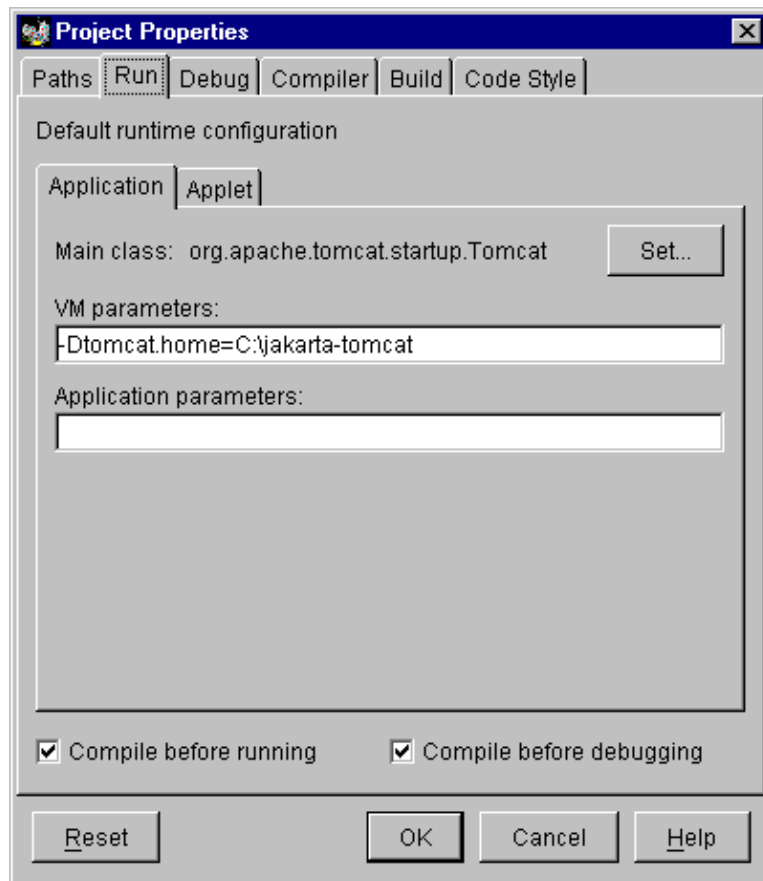 Project Properties
Paths Run Debug Compiler Build Code Style
Default runtime configuration
Application Applet
Main class: org.apache.tomcat.startup.Tomcat Set...
VM parameters:
-Dtomcat.home=C:\jakarta-tomcat
Application parameters:
Compile before running Compile before debugging
Reset OK Cancel Help